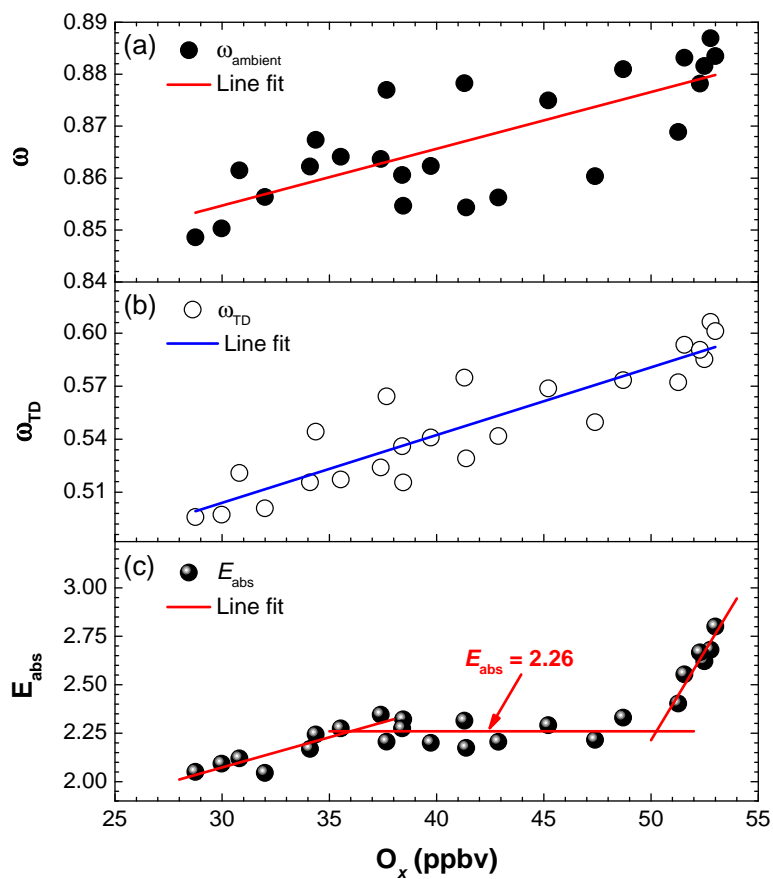 (a)
ω_ambient
Line fit
0.89
0.88
0.87
0.86
0.85
0.84
ω
(b)
ω_TD
Line fit
0.60
0.57
0.54
0.51
ω_TD
(c)
E_abs
Line fit
E_abs = 2.26
3.00
2.75
2.50
2.25
2.00
E_abs
25 30 35 40 45 50 55
O_x (ppbv)